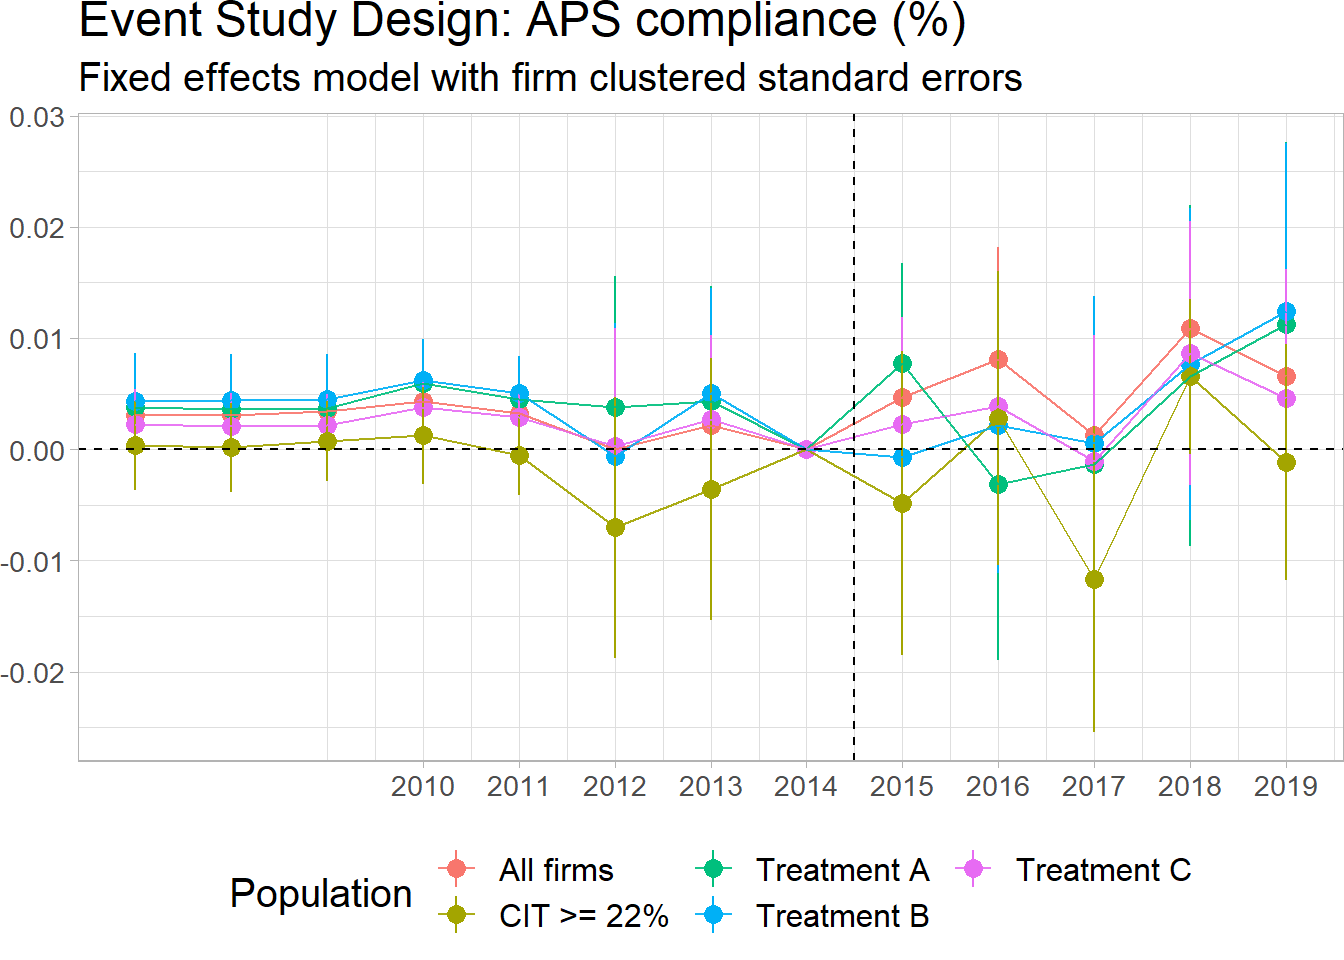 Event Study Design: APS compliance (%)
Fixed effects model with firm clustered standard errors
0.03
0.02
0.01
0.00
-0.01
-0.02
2010 2011 2012 2013 2014 2015 2016 2017 2018 2019
Population
All firms Treatment A Treatment C
CIT >= 22% Treatment B